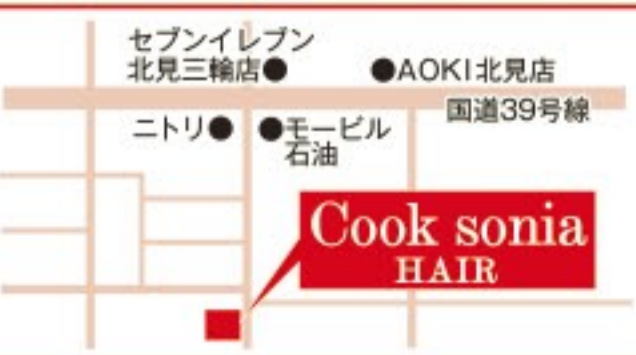 セブンイレブン
北見三輪店●
●AOKI北見店
国道39号線
ニトリ●
●モービル
石油
Cook sonia
HAIR